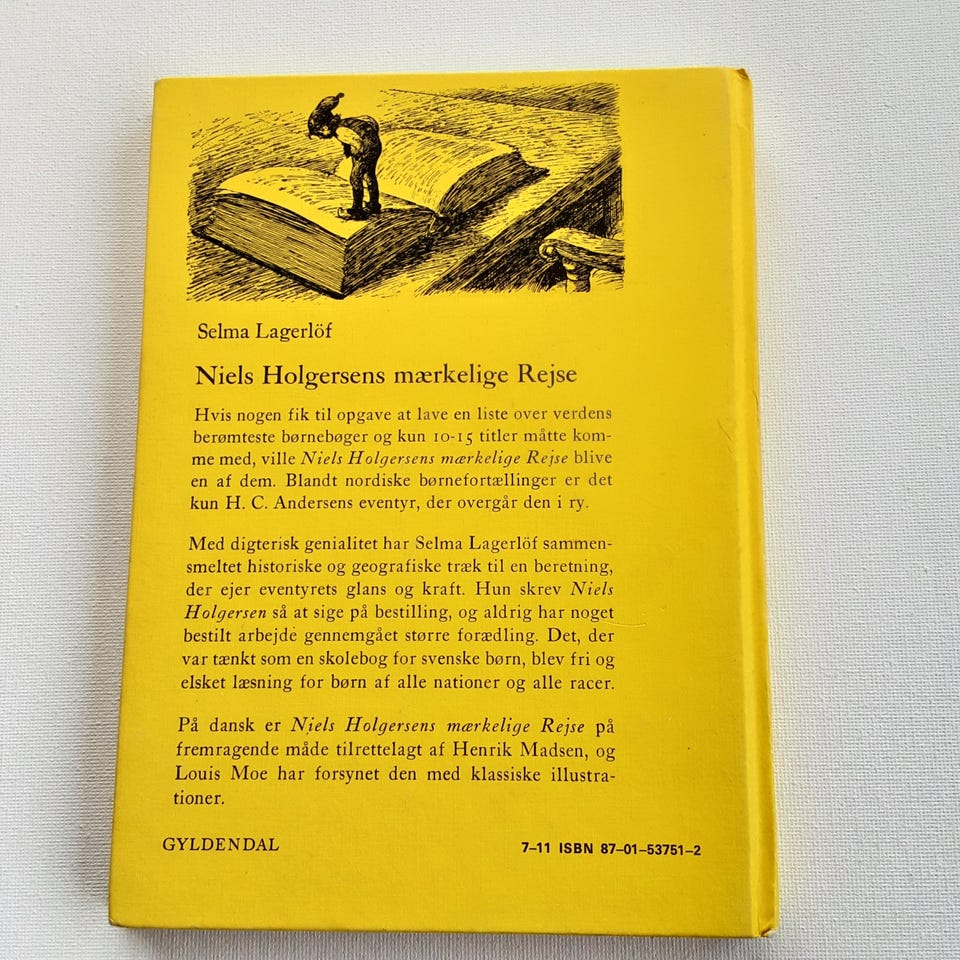 Selma Lagerlöf
Niels Holgersens mærkelige Rejse
Hvis nogen fik til opgave at lave en liste over verdens
berømteste børnebøger og kun 10-15 titler måtte kom-
me med, ville Niels Holgersens mærkelige Rejse blive
en af dem. Blandt nordiske børnefortællinger er det
kun H. C. Andersens eventyr, der overgår den i ry.
Med digterisk genialitet har Selma Lagerlöf sammen-
smeltet historiske og geografiske træk til en beretning,
der ejer eventyrets glans og kraft. Hun skrev Niels
Holgersen så at sige på bestilling, og aldrig har noget
bestilt arbejde gennemgået større forædling. Det, der
var tænkt som en skolebog for svenske børn, blev fri og
elsket læsning for børn af alle nationer og alle racer.
På dansk er Niels Holgersens mærkelige Rejse på
fremragende måde tilrettelagt af Henrik Madsen, og
Louis Moe har forsynet den med klassiske illustra-
tioner.
GYLDENDAL
7–11 ISBN 87–01–53751–2